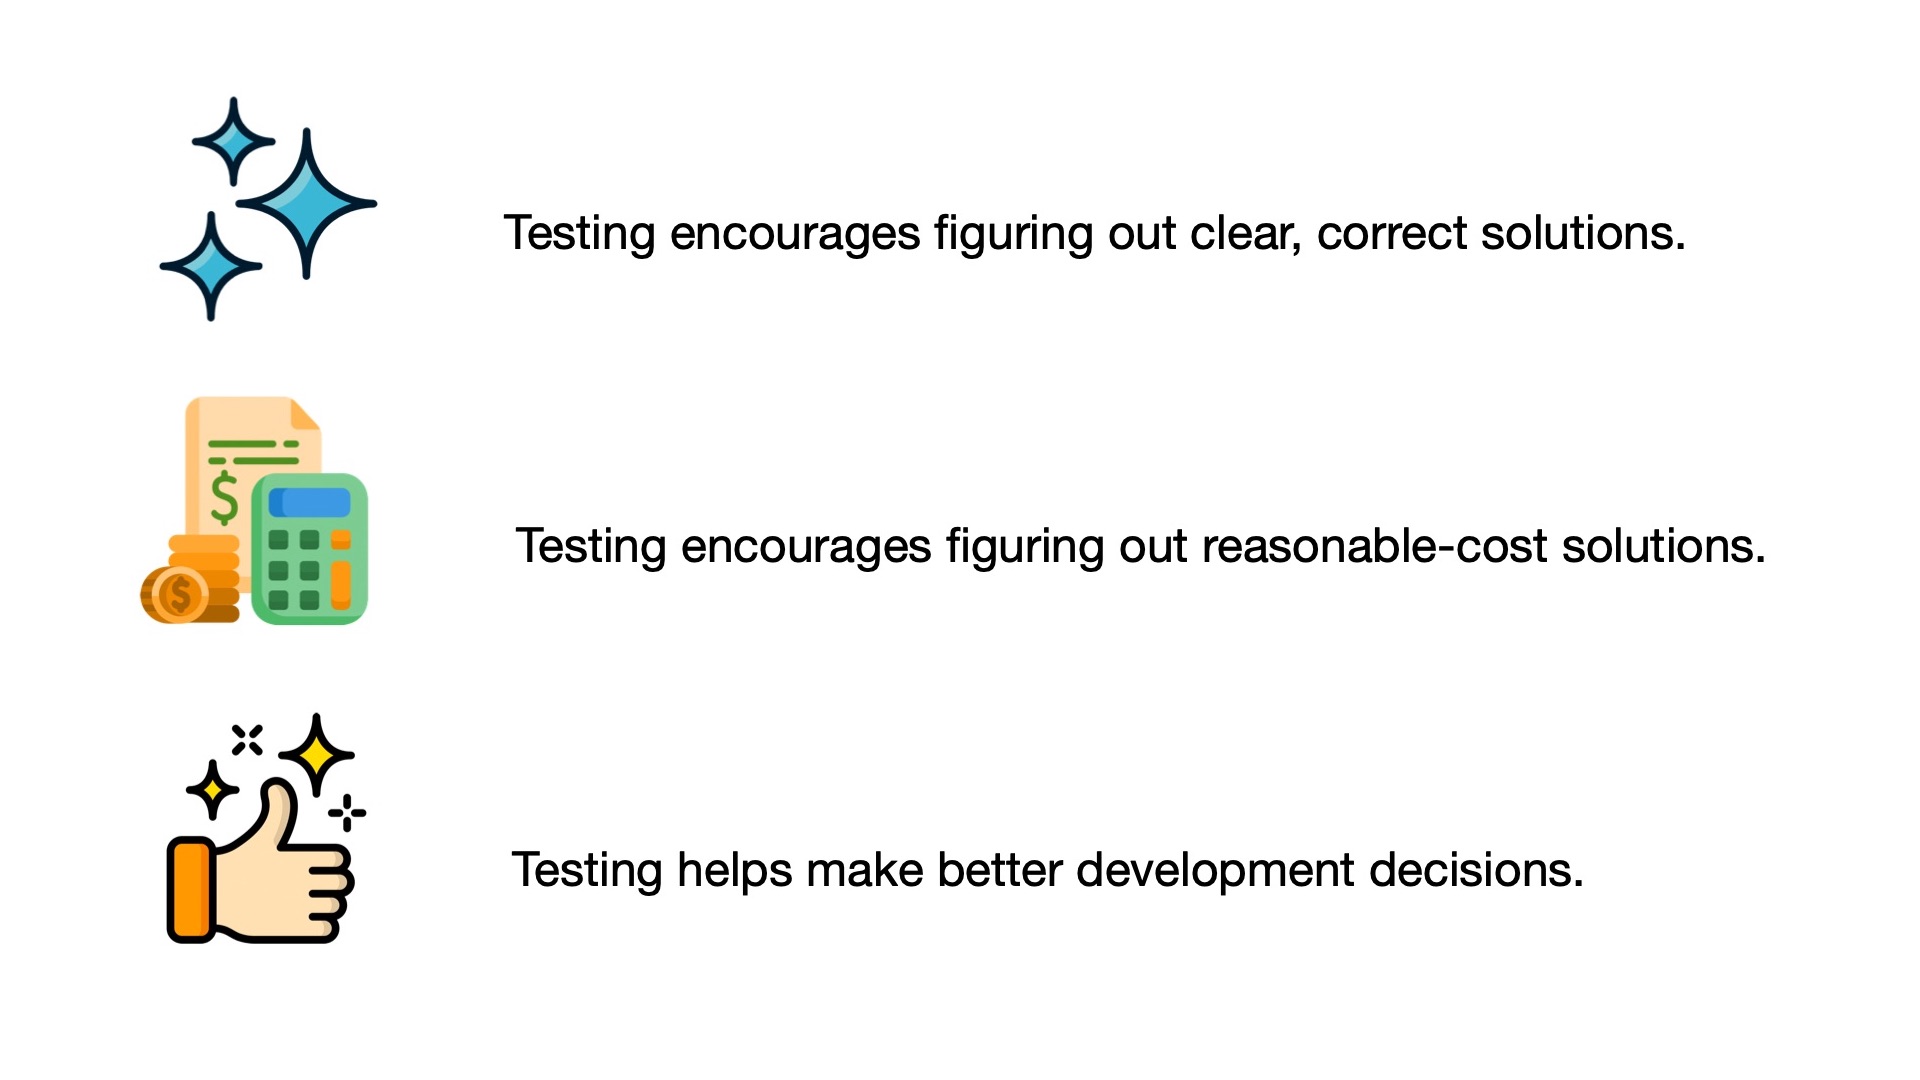 Testing encourages figuring out clear, correct solutions.
$
$
Testing encourages figuring out reasonable-cost solutions.
Testing helps make better development decisions.